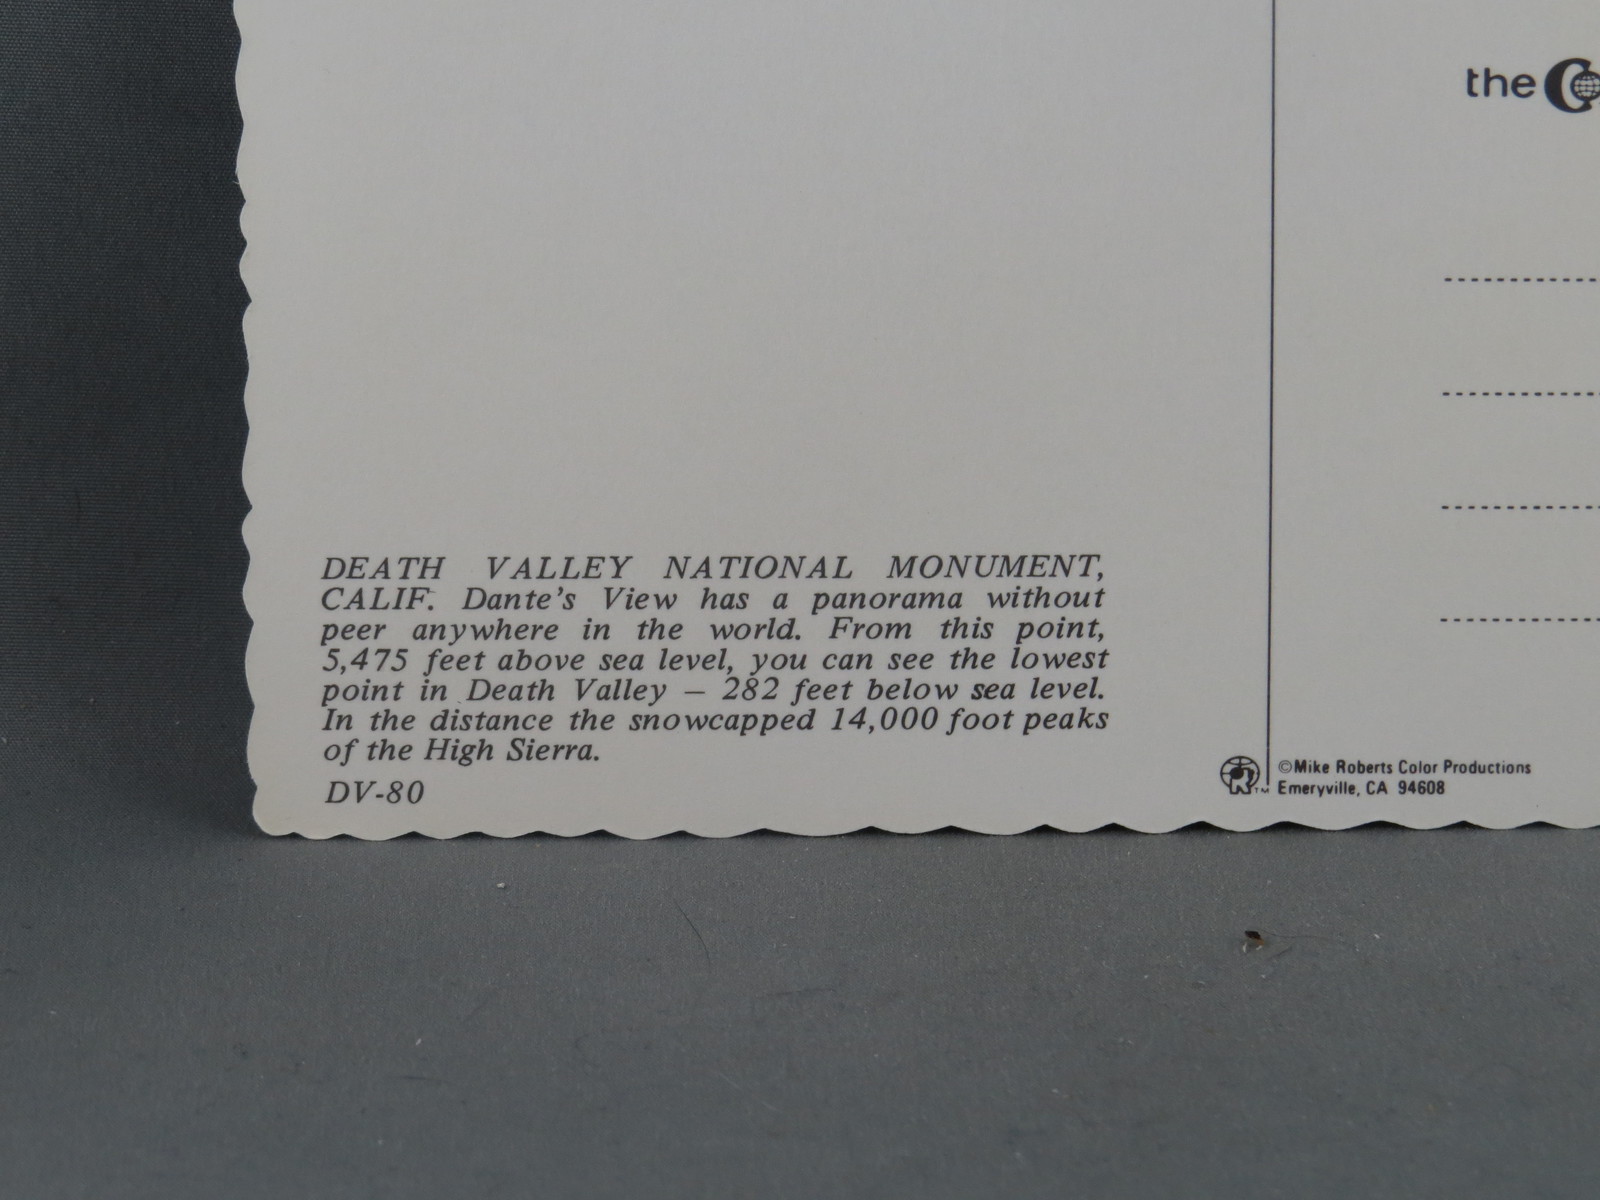 the
DEATH VALLEY NATIONAL MONUMENT,
CALIF. Dante's View has a panorama without
peer anywhere in the world. From this point,
5,475 feet above sea level, you can see the lowest
point in Death Valley — 282 feet below sea level.
In the distance the snowcapped 14,000 foot peaks
of the High Sierra.
DV-80
©Mike Roberts Color Productions
Emeryville, CA 94608
TM